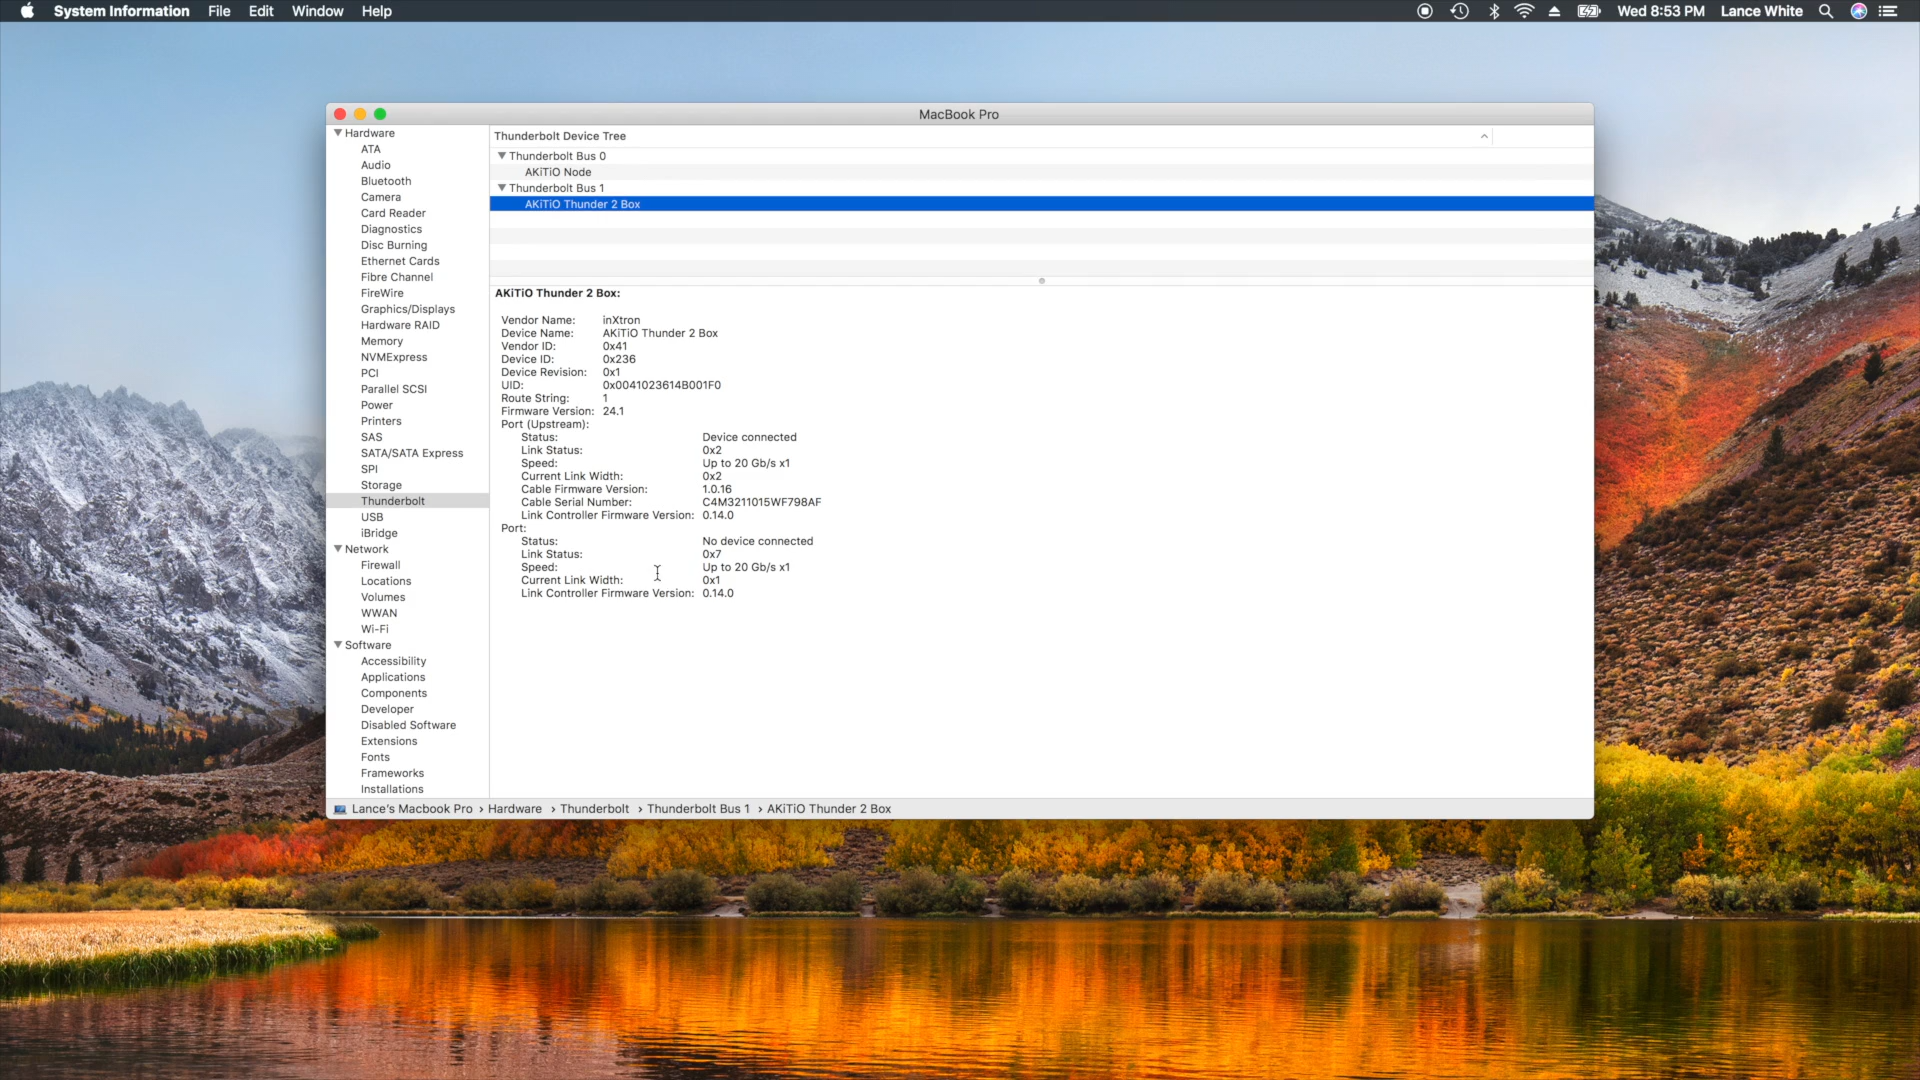 System Information File Edit Window Help Wed 8:53 PM Lance White
MacBook Pro
Hardware
ATA
Audio
Bluetooth
Camera
Card Reader
Diagnostics
Disc Burning
Ethernet Cards
Fibre Channel
FireWire
Graphics/Displays
Hardware RAID
Memory
NVMExpress
PCI
Parallel SCSI
Power
Printers
SAS
SATA/SATA Express
SPI
Storage
Thunderbolt
USB
iBridge
Network
Firewall
Locations
Volumes
WWAN
Wi-Fi
Software
Accessibility
Applications
Components
Developer
Disabled Software
Extensions
Fonts
Frameworks
Installations
Thunderbolt Device Tree
Thunderbolt Bus 0
AKiTiO Node
Thunderbolt Bus 1
AKiTiO Thunder 2 Box
AKiTiO Thunder 2 Box:
Vendor Name: inXtron
Device Name: AKiTiO Thunder 2 Box
Vendor ID: 0x41
Device ID: 0x236
Device Revision: 0x1
UID: 0x0041023614B001F0
Route String: 1
Firmware Version: 24.1
Port (Upstream):
Status: Device connected
Link Status: 0x2
Speed: Up to 20 Gb/s x1
Current Link Width: 0x2
Cable Firmware Version: 1.0.16
Cable Serial Number: C4M3211015WF798AF
Link Controller Firmware Version: 0.14.0
Port:
Status: No device connected
Link Status: 0x7
Speed: Up to 20 Gb/s x1
Current Link Width: 0x1
Link Controller Firmware Version: 0.14.0
Lance's Macbook Pro › Hardware › Thunderbolt › Thunderbolt Bus 1 › AKiTiO Thunder 2 Box